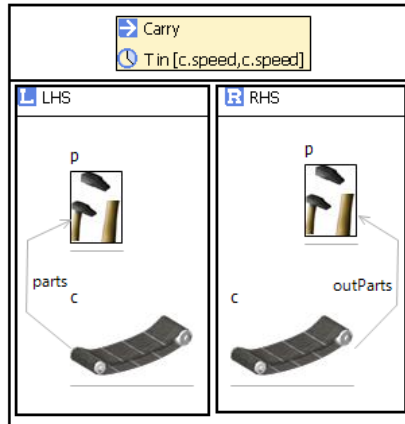 Carry
T in [c.speed,c.speed]
L LHS
R RHS
p
p
parts
c
c
outParts